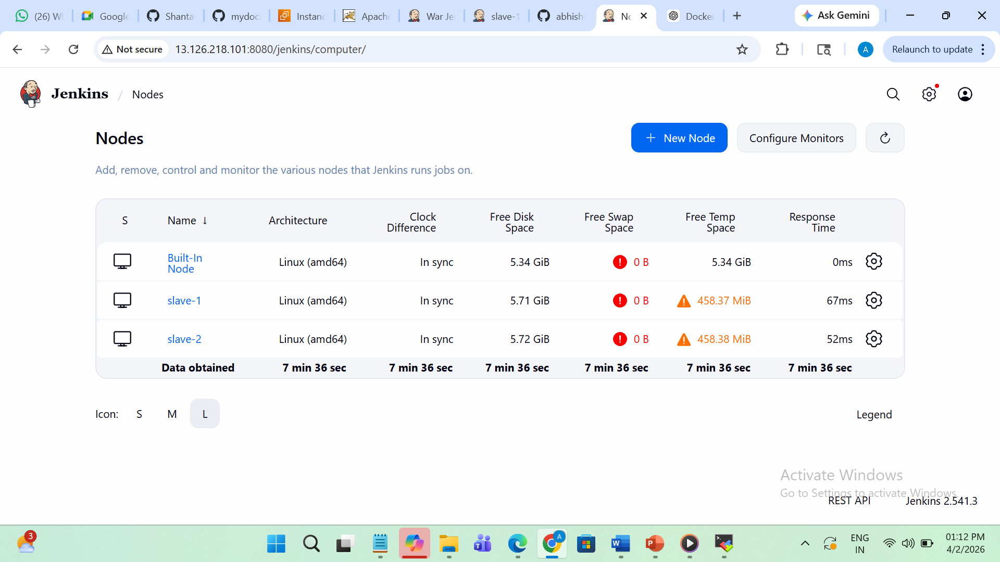 (26) W
Google
Shanta
mydoc
Instanc
Apache
War Je
slave-1
abhish
No
Docker
Ask Gemini
Not secure
13.126.218.101:8080/jenkins/computer/
A
Relaunch to update
Jenkins / Nodes
Nodes
+ New Node
Configure Monitors
Add, remove, control and monitor the various nodes that Jenkins runs jobs on.
S Name ↓ Architecture Clock Difference Free Disk Space Free Swap Space Free Temp Space Response Time
Built-In Node Linux (amd64) In sync 5.34 GiB 0 B 5.34 GiB 0ms
slave-1 Linux (amd64) In sync 5.71 GiB 0 B 458.37 MiB 67ms
slave-2 Linux (amd64) In sync 5.72 GiB 0 B 458.38 MiB 52ms
Data obtained 7 min 36 sec 7 min 36 sec 7 min 36 sec 7 min 36 sec 7 min 36 sec 7 min 36 sec
Icon: S M L
Legend
Activate Windows
Go to Settings to activate Windows.
REST API
Jenkins 2.541.3
3
A
ENG
IN
01:12 PM
4/2/2026